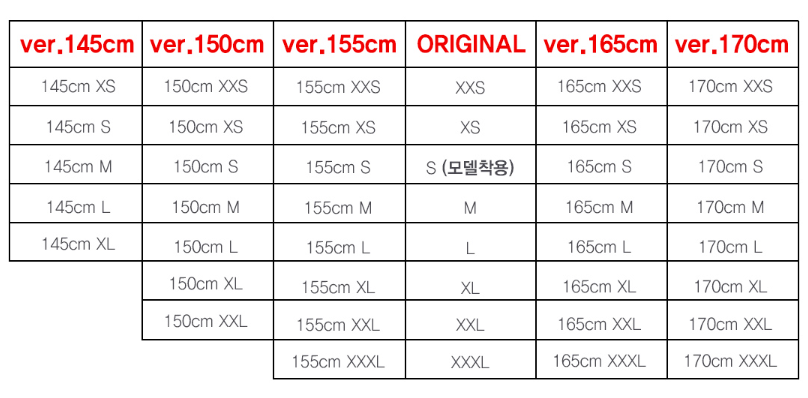 ver.145cm ver.150cm ver.155cm ORIGINAL ver.165cm ver.170cm
145cm XS 150cm XXS 155cm XXS XXS 165cm XXS 170cm XXS
145cm S 150cm XS 155cm XS XS 165cm XS 170cm XS
145cm M 150cm S 155cm S S (모델착용) 165cm S 170cm S
145cm L 150cm M 155cm M M 165cm M 170cm M
145cm XL 150cm L 155cm L L 165cm L 170cm L
150cm XL 155cm XL XL 165cm XL 170cm XL
150cm XXL 155cm XXL XXL 165cm XXL 170cm XXL
155cm XXXL XXXL 165cm XXXL 170cm XXXL